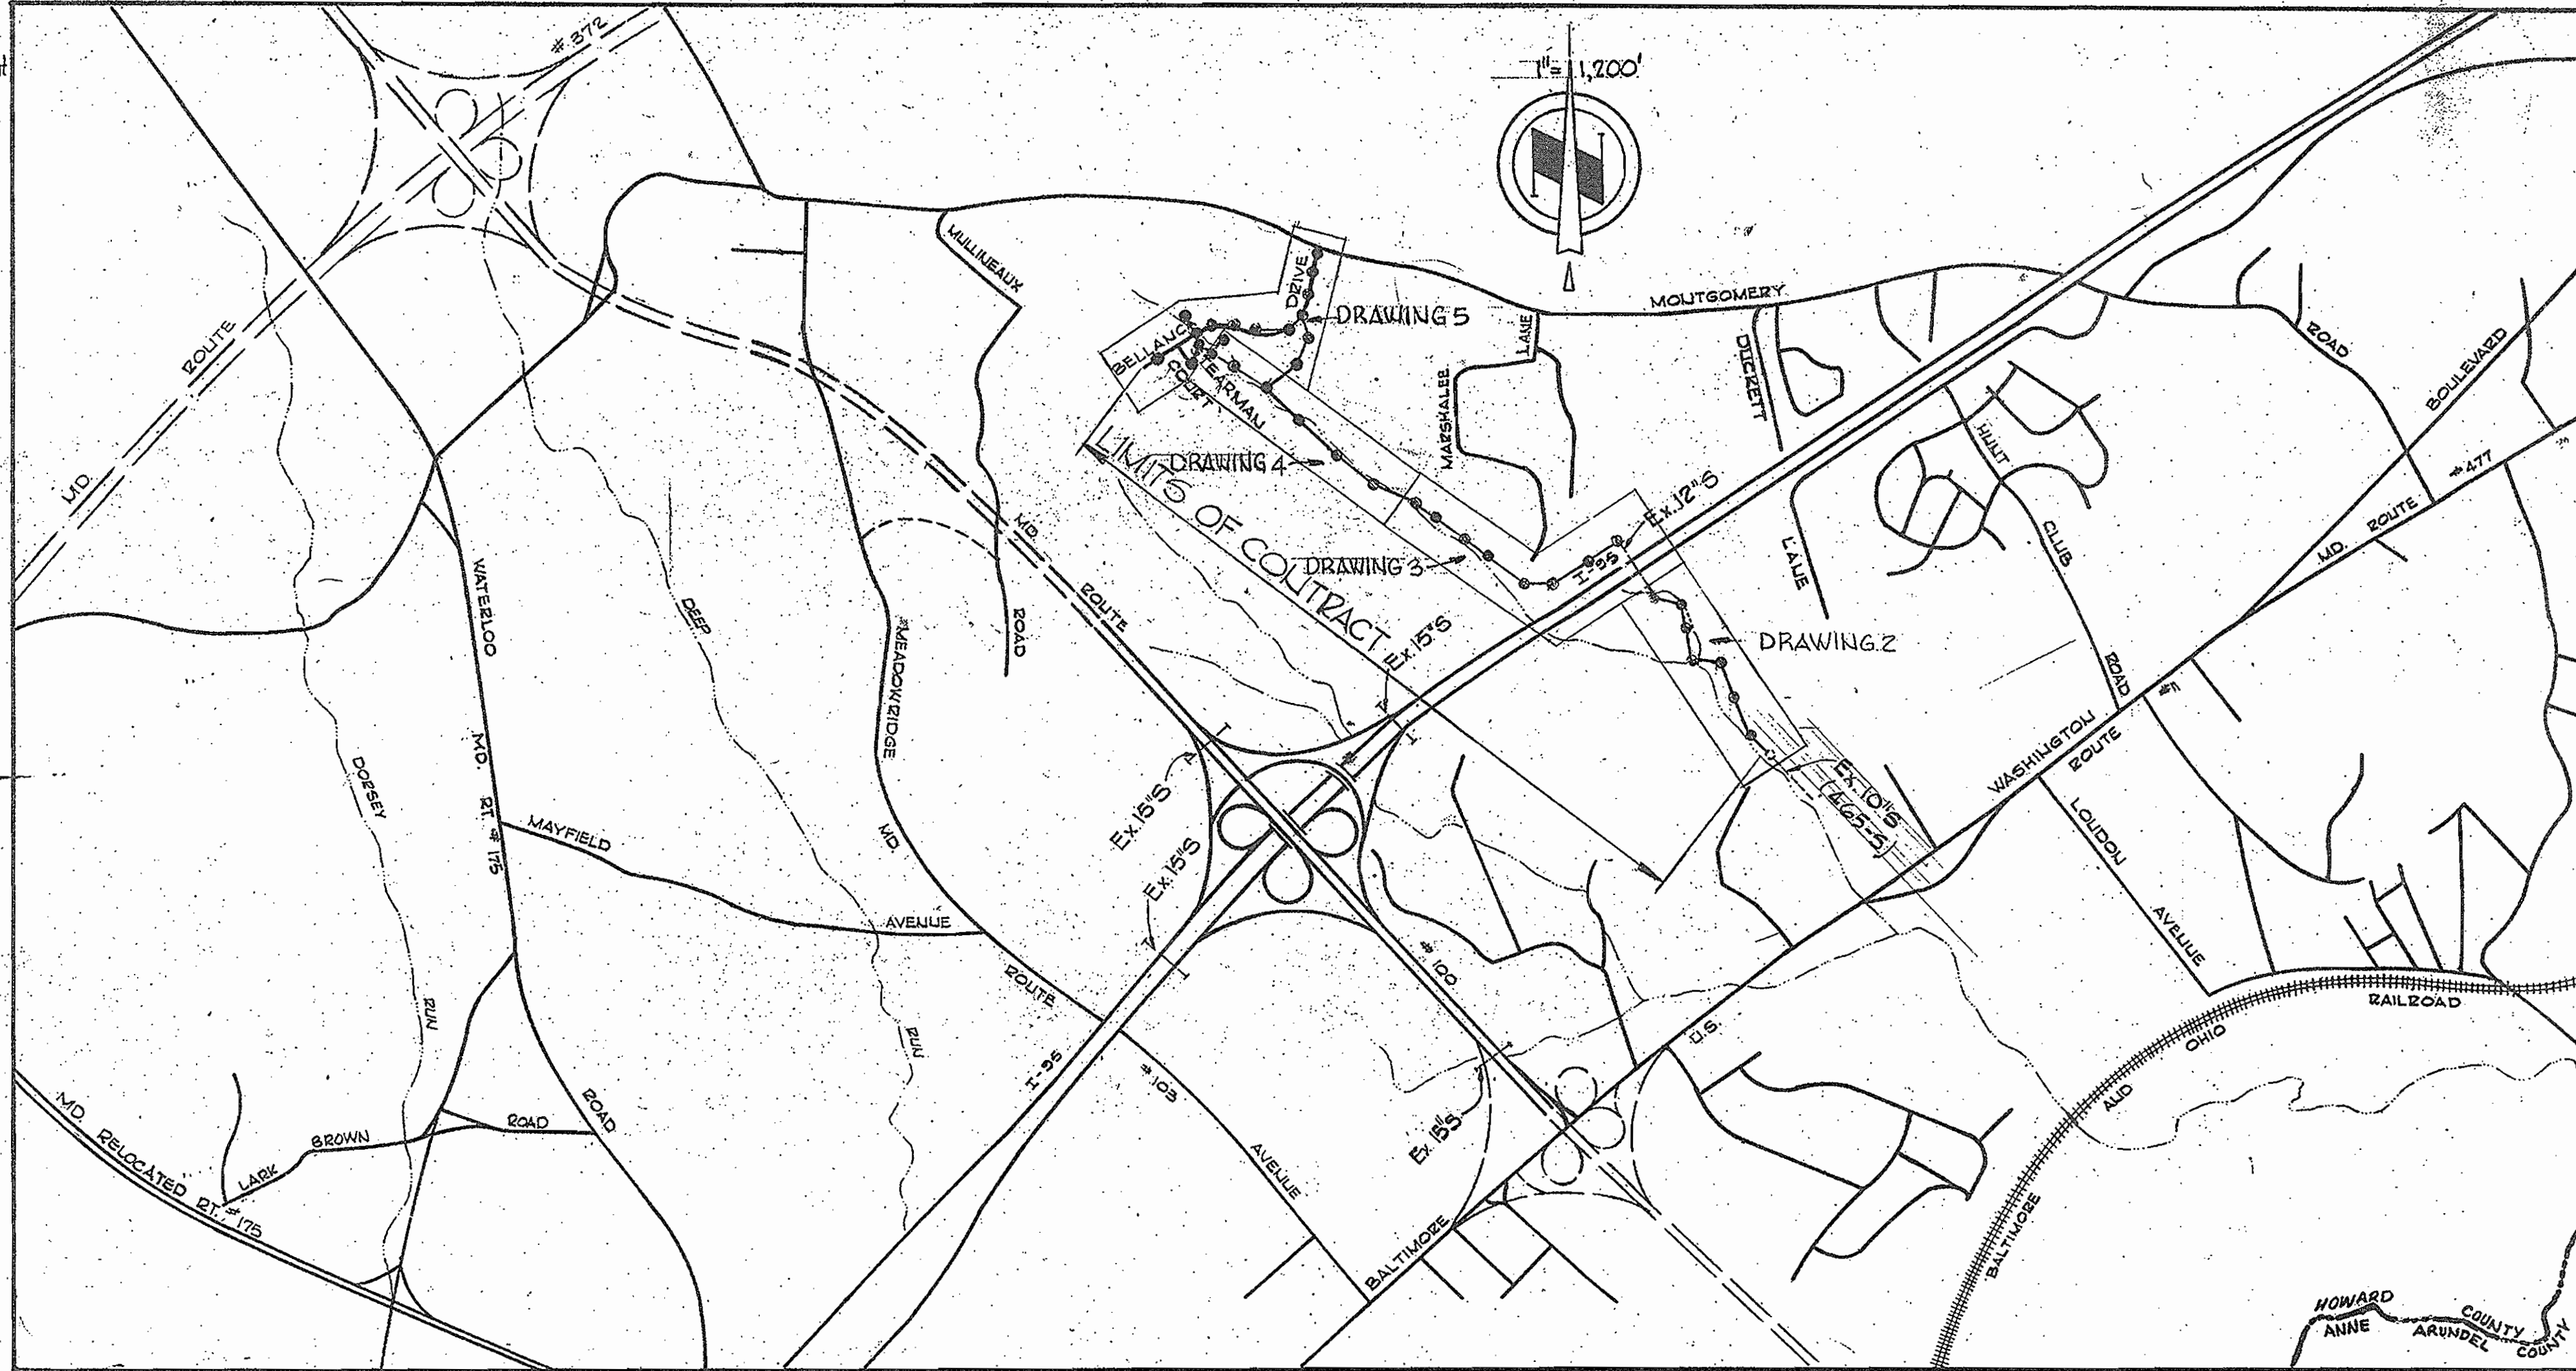 # 372
1"= 1,200'
MULLINEAUX
DRIVE
DRAWING 5
MONTGOMERY
LANE
DUCKETT
ROAD
BOULEVARD
ROUTE
BELLANCA
COURT
STEARMAN
MARSHALEE
HUNT
# 477
MD.
LIMITS OF CONTRACT
DRAWING 4
Ex. 12" S
ROUTE
MD.
MD.
DRAWING 3
I-95
LANE
CLUB
WATERLOO
DEEP
ROUTE
ROAD
MEADOWRIDGE
Ex. 15" S
DRAWING 2
ROAD
#1
WASHINGTON
ROUTE
DORSEY
MD. RT. # 175
Ex. 15" S
Ex. 10" S
(465-S)
LOUDON
MAYFIELD
MD.
Ex. 15" S
AVENUE
AVENUE
# 100
ROUTE
RAILROAD
RUN
RUN
U.S.
OHIO
I-95
# 103
AND
MD. RELOCATED RT. # 175
ROAD
BROWN
ROAD
LARK
Ex. 15" S
AVENUE
BALTIMORE
BALTIMORE
HOWARD COUNTY
ANNE ARUNDEL COUNTY